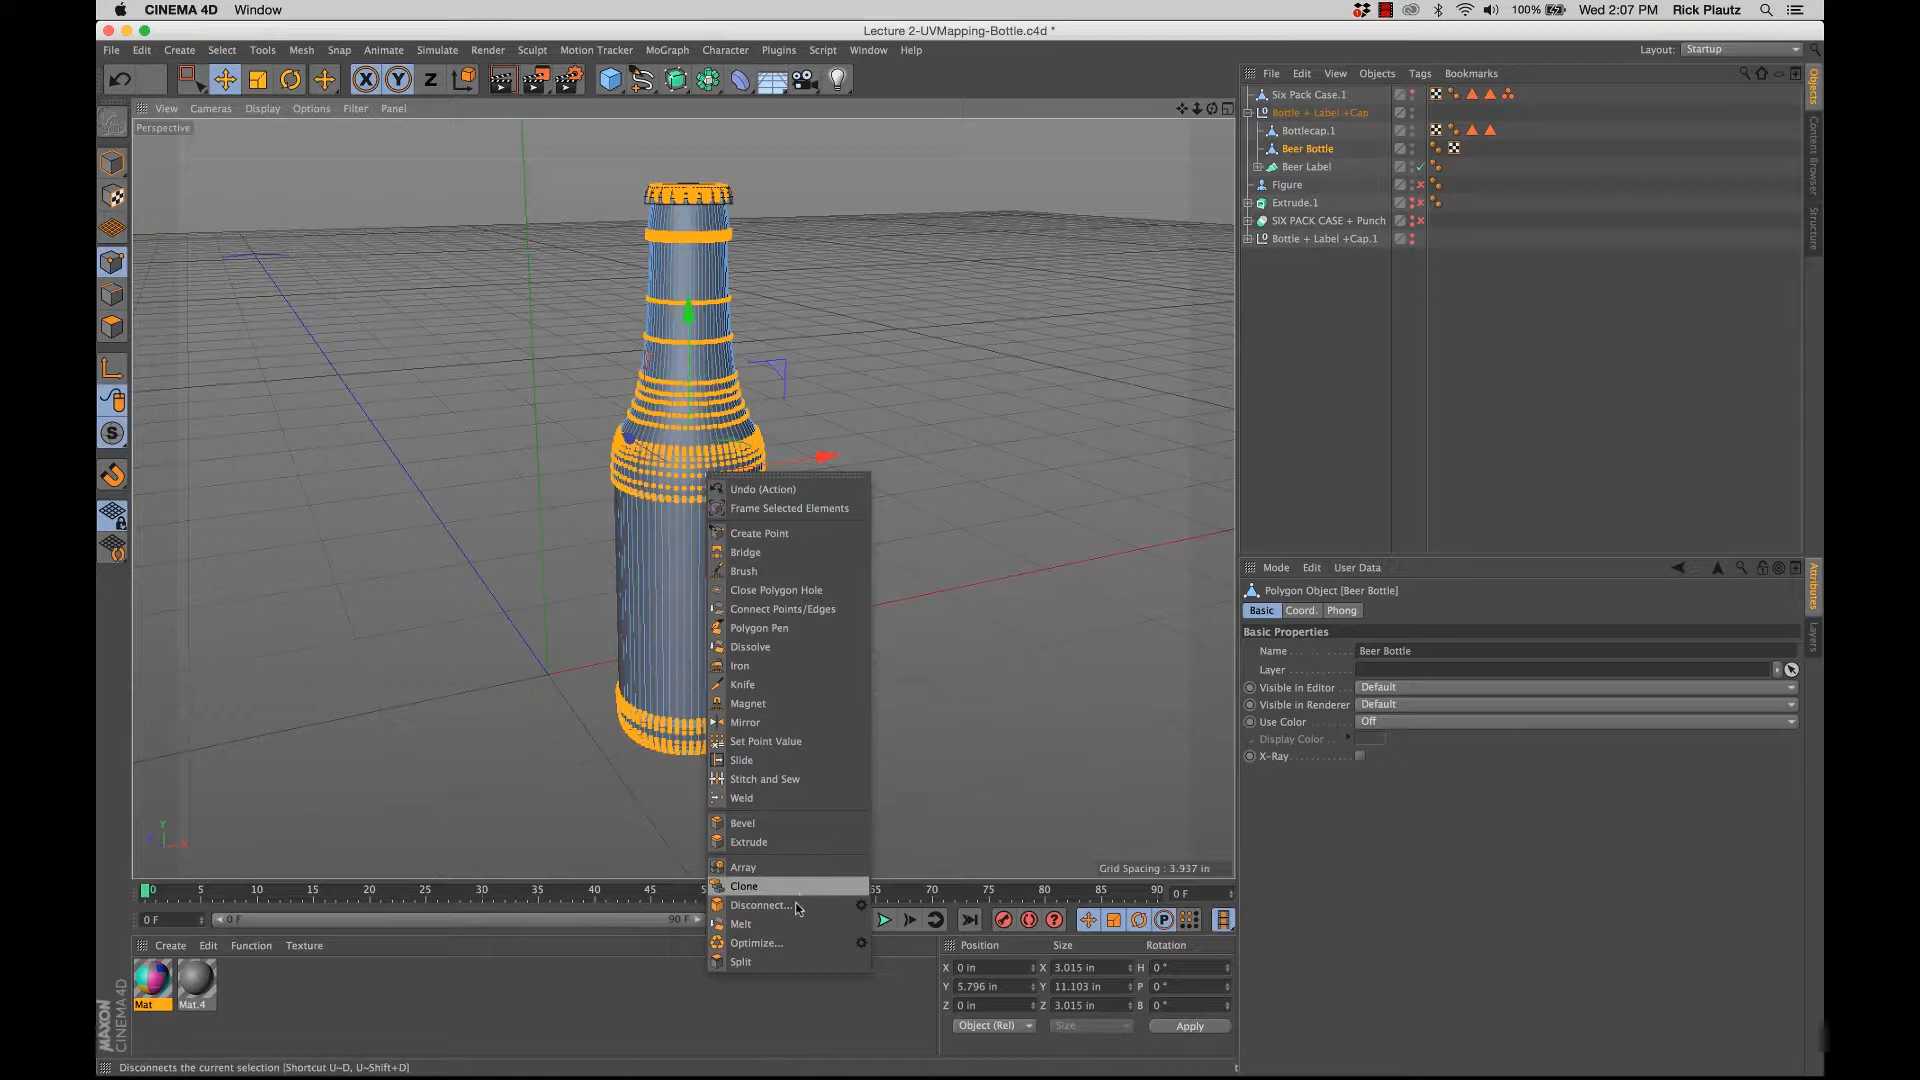 CINEMA 4D Window 100% Wed 2:07 PM Rick Plautz
Lecture 2-UVMapping-Bottle.c4d *
File Edit Create Select Tools Mesh Snap Animate Simulate Render Sculpt Motion Tracker MoGraph Character Plugins Script Window Help Layout: Startup
X Y Z
File Edit View Objects Tags Bookmarks
View Cameras Display Options Filter Panel
Perspective
Six Pack Case.1
Bottle + Label +Cap
Bottlecap.1
Beer Bottle
Beer Label
Figure
Extrude.1
SIX PACK CASE + Punch
Bottle + Label +Cap.1
Objects
Content Browser
Structure
Undo (Action)
Frame Selected Elements
Create Point
Bridge
Brush
Close Polygon Hole
Connect Points/Edges
Polygon Pen
Dissolve
Iron
Knife
Magnet
Mirror
Set Point Value
Slide
Stitch and Sew
Weld
Bevel
Extrude
Array
Clone
Disconnect...
Melt
Optimize...
Split
Mode Edit User Data
Polygon Object [Beer Bottle]
Basic Coord. Phong
Basic Properties
Name Beer Bottle
Layer
Visible in Editor Default
Visible in Renderer Default
Use Color Off
Display Color
X-Ray
Attributes
Layers
Y
Grid Spacing : 3.937 in
0 5 10 15 20 25 30 35 40 45 50 65 70 75 80 85 90 0 F
0 F 0 F 90 F
Create Edit Function Texture
Mat
Mat.4
MAXON CINEMA 4D
Position Size Rotation
X 0 in X 3.015 in H 0 °
Y 5.796 in Y 11.103 in P 0 °
Z 0 in Z 3.015 in B 0 °
Object (Rel) Size Apply
Disconnects the current selection [Shortcut U~D, U~Shift+D]